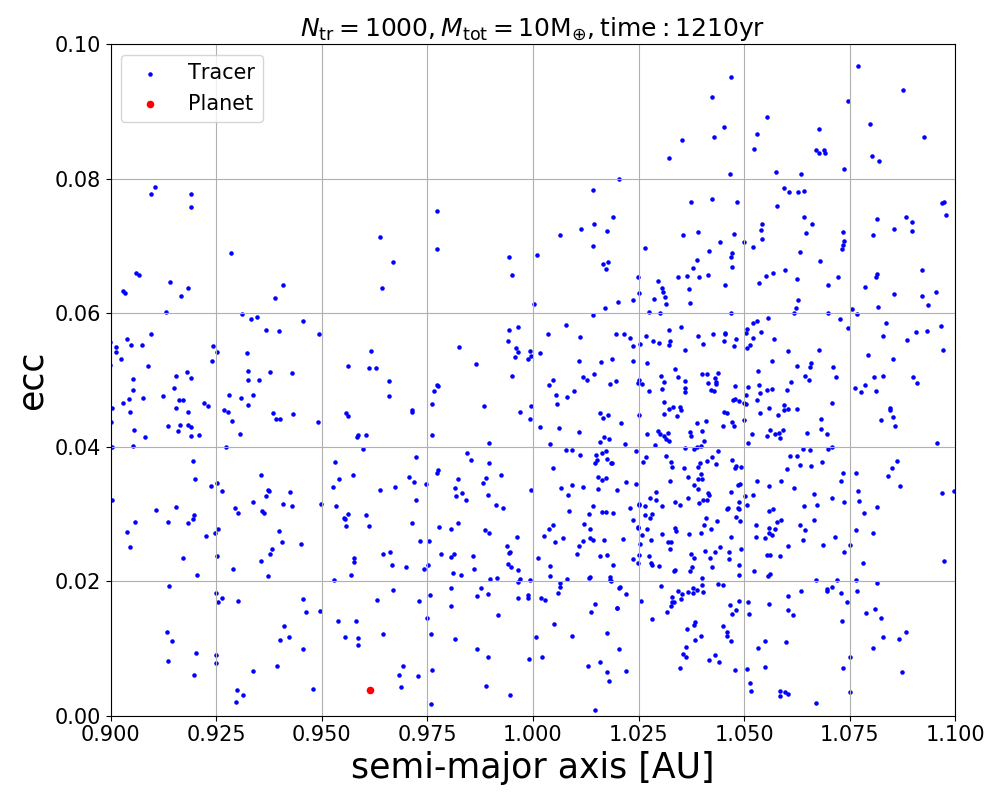 N_tr = 1000, M_tot = 10M_⊕, time : 1210yr
0.10
Tracer
Planet
0.08
0.06
ecc
0.04
0.02
0.00
0.900 0.925 0.950 0.975 1.000 1.025 1.050 1.075 1.100
semi-major axis [AU]